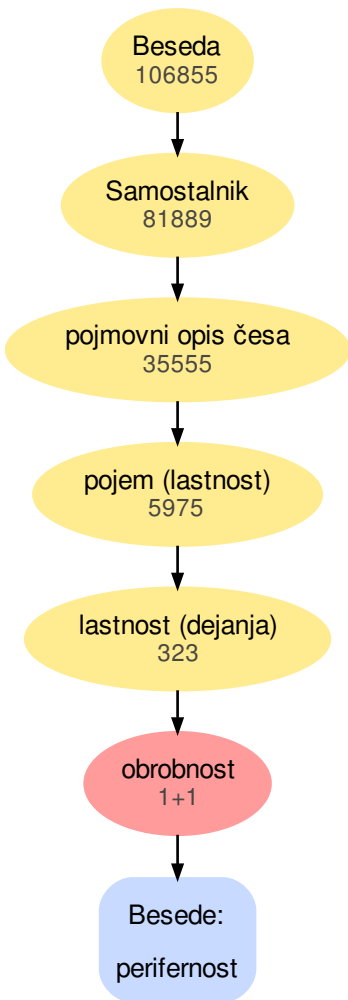 Beseda
106855
Samostalnik
81889
pojmovni opis česa
35555
pojem (lastnost)
5975
lastnost (dejanja)
323
obrobnost
1+1
Besede:
perifernost